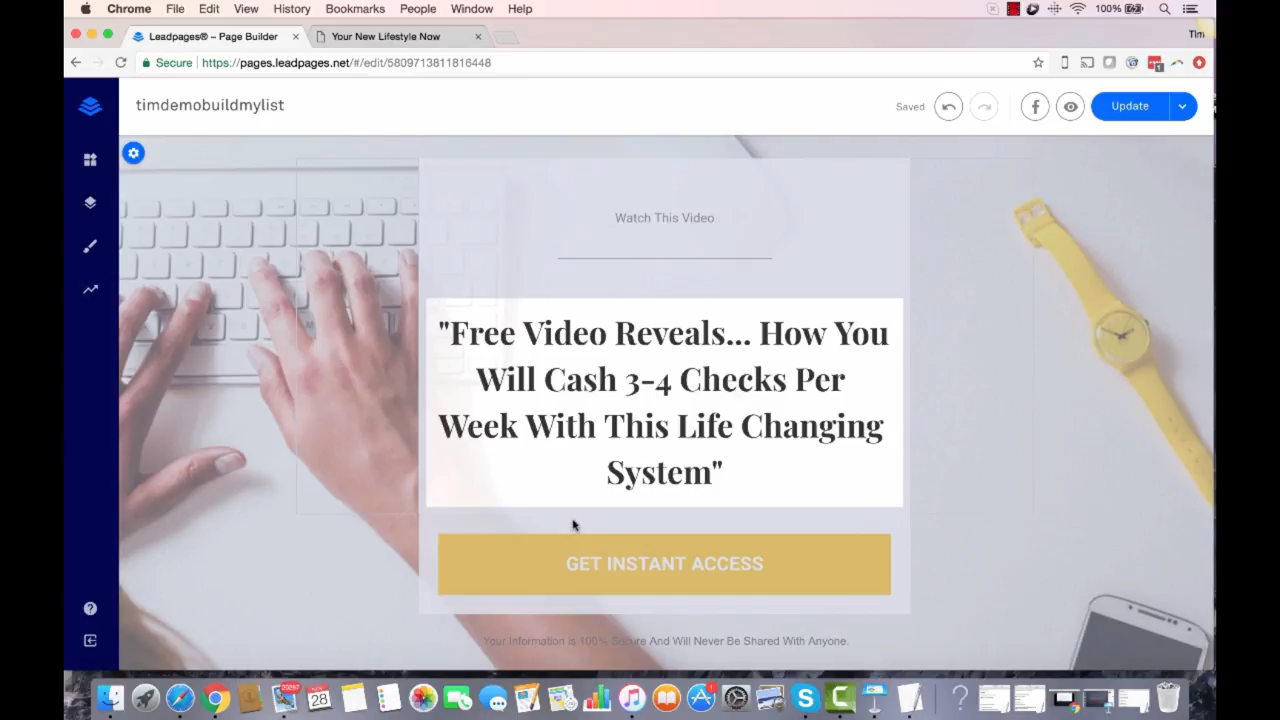 Chrome File Edit View History Bookmarks People Window Help 100%
Leadpages® – Page Builder Your New Lifestyle Now Tim
Secure https://pages.leadpages.net/#/edit/5809713811816448
timdemobuildmylist Saved Update
Watch This Video
"Free Video Reveals... How You
Will Cash 3-4 Checks Per
Week With This Life Changing
System"
GET INSTANT ACCESS
Your Information is 100% Secure And Will Never Be Shared With Anyone.